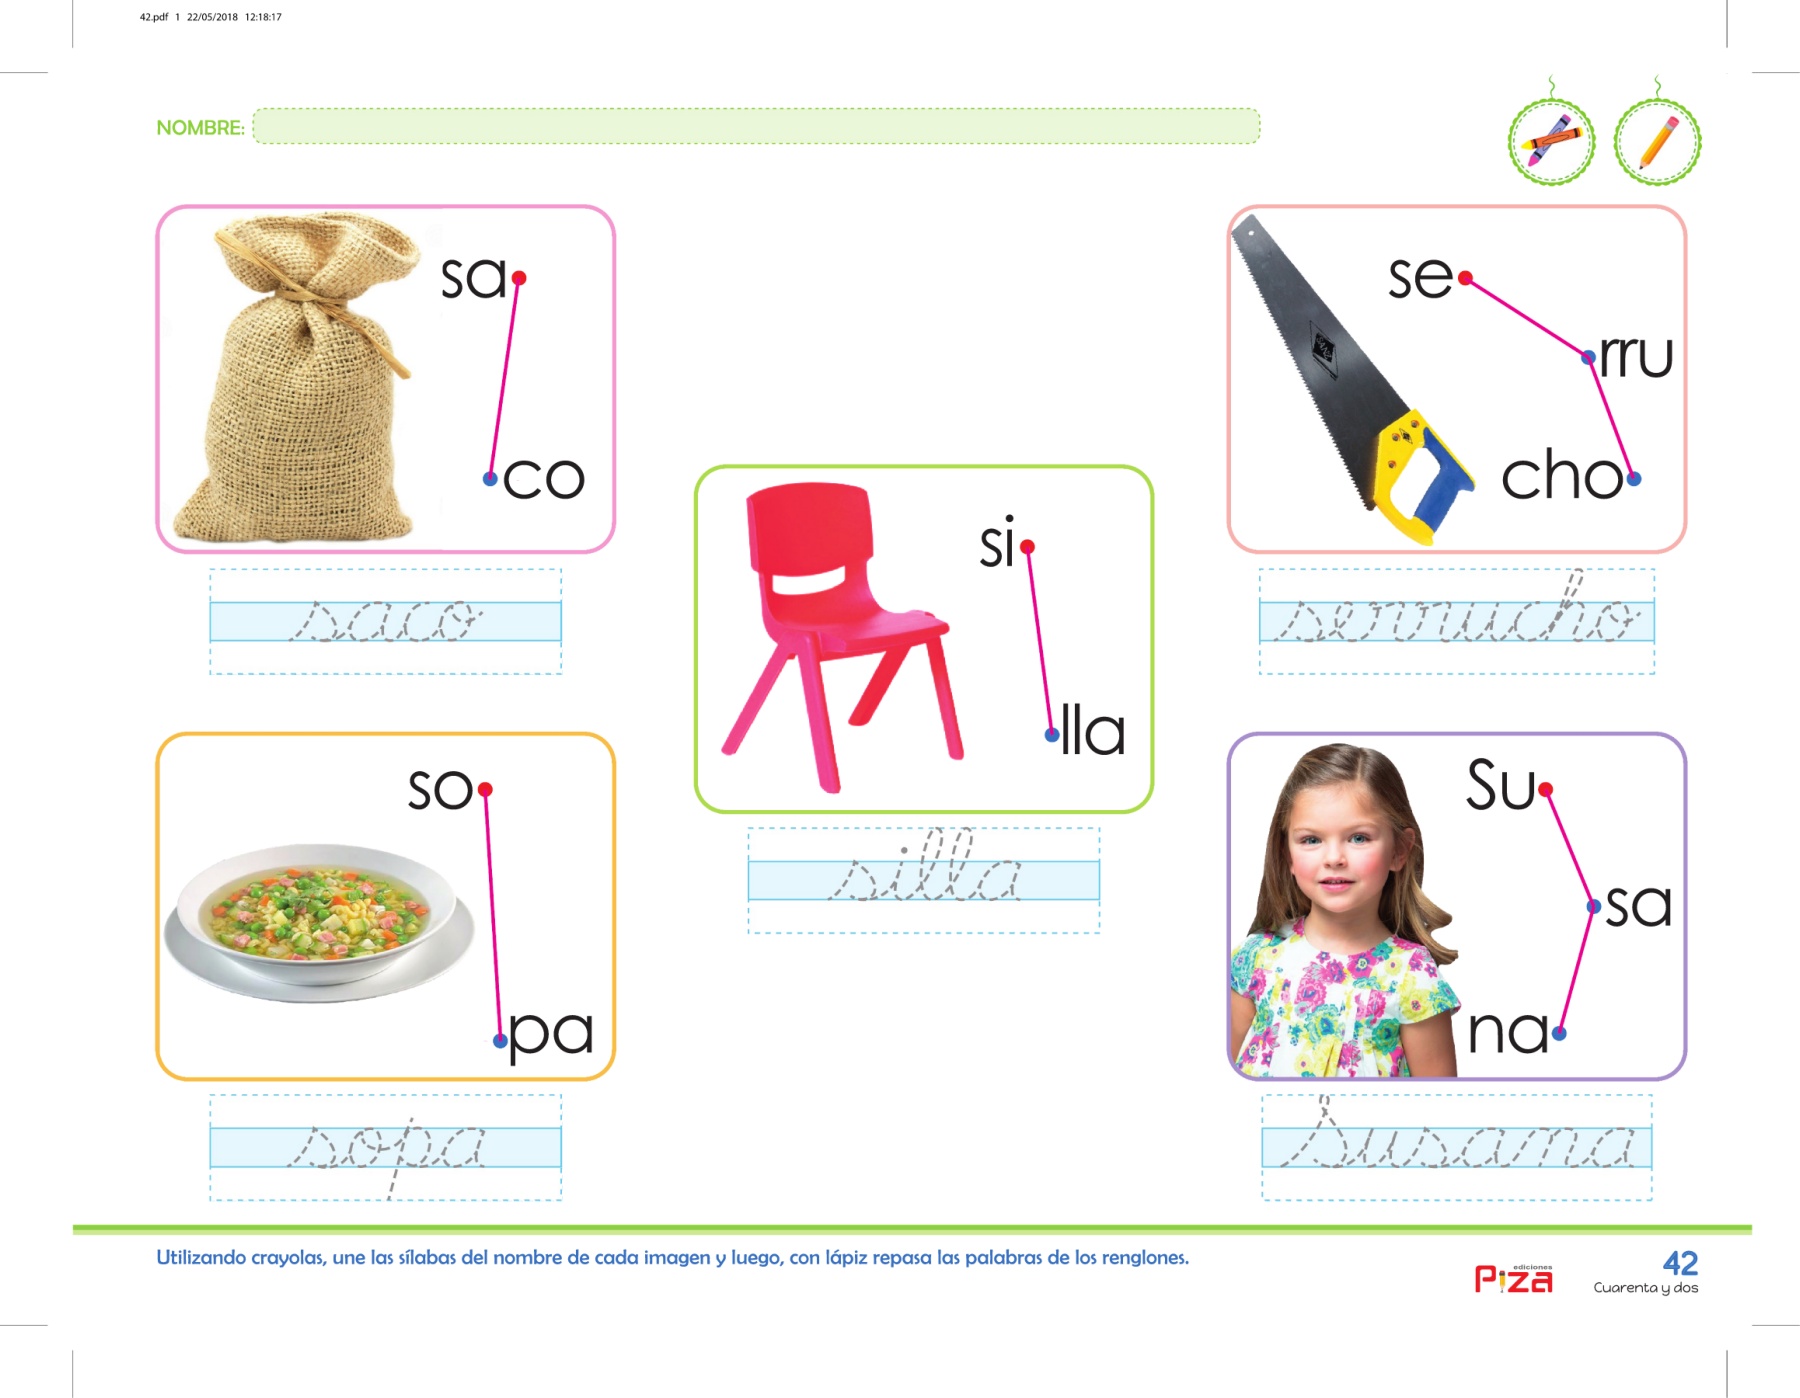 42.pdf 1 22/05/2018 12:18:17
NOMBRE:
sa
co
saco
se
rru
cho
serrucho
si
lla
silla
so
pa
sopa
Su
sa
na
Susana
Utilizando crayolas, une las sílabas del nombre de cada imagen y luego, con lápiz repasa las palabras de los renglones.
ediciones
Piza
42
Cuarenta y dos